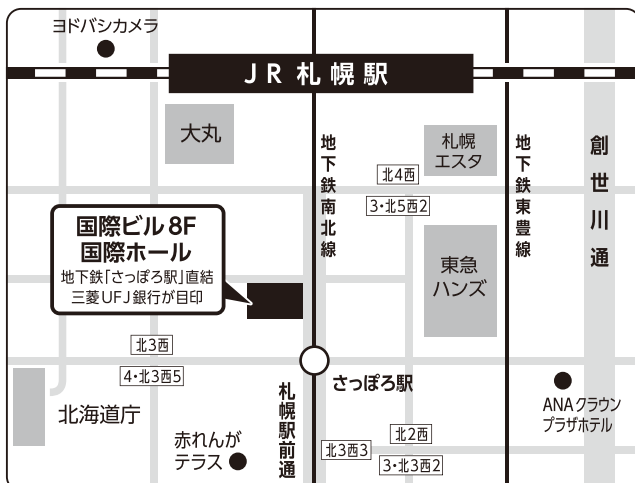 ヨドバシカメラ
JR 札幌駅
大丸
札幌
エスタ
地下鉄南北線
地下鉄東豊線
創世川通
北4西
3・北5西2
国際ビル8F
国際ホール
地下鉄「さっぽろ駅」直結
三菱UFJ銀行が目印
東急
ハンズ
北3西
4・北3西5
さっぽろ駅
札幌駅前通
北海道庁
赤れんが
テラス
ANAクラウン
プラザホテル
北2西
北3西3
3・北3西2